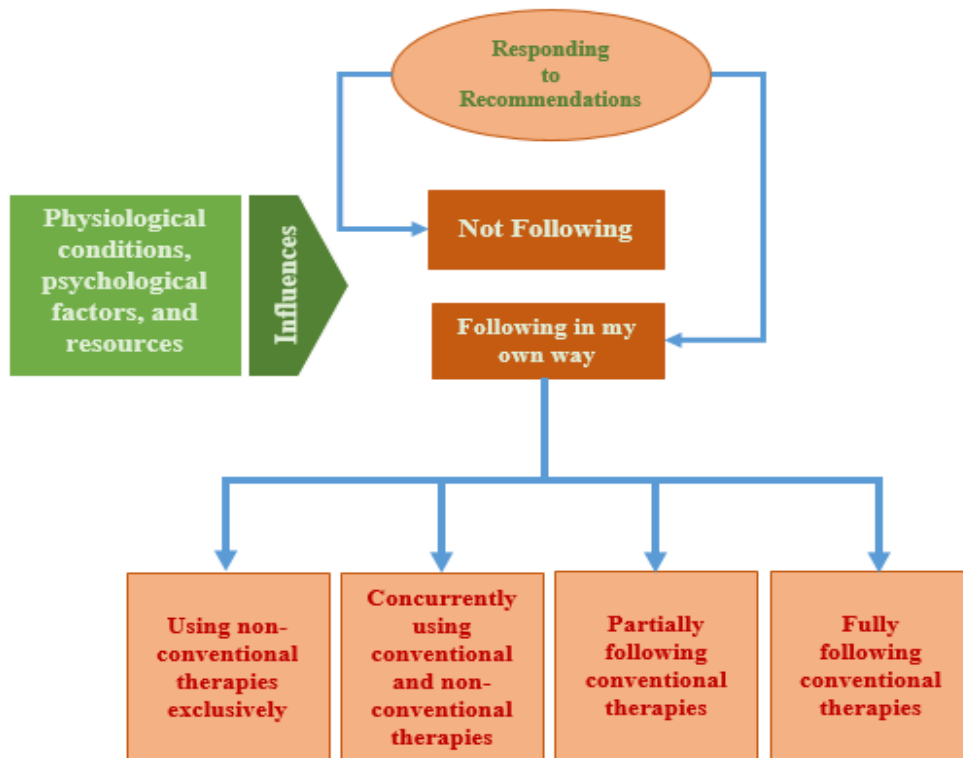 Responding
to
Recommendations
Physiological
conditions,
psychological
factors, and
resources
Influences
Not Following
Following in my
own way
Using non-
conventional
therapies
exclusively
Concurrently
using
conventional
and non-
conventional
therapies
Partially
following
conventional
therapies
Fully
following
conventional
therapies